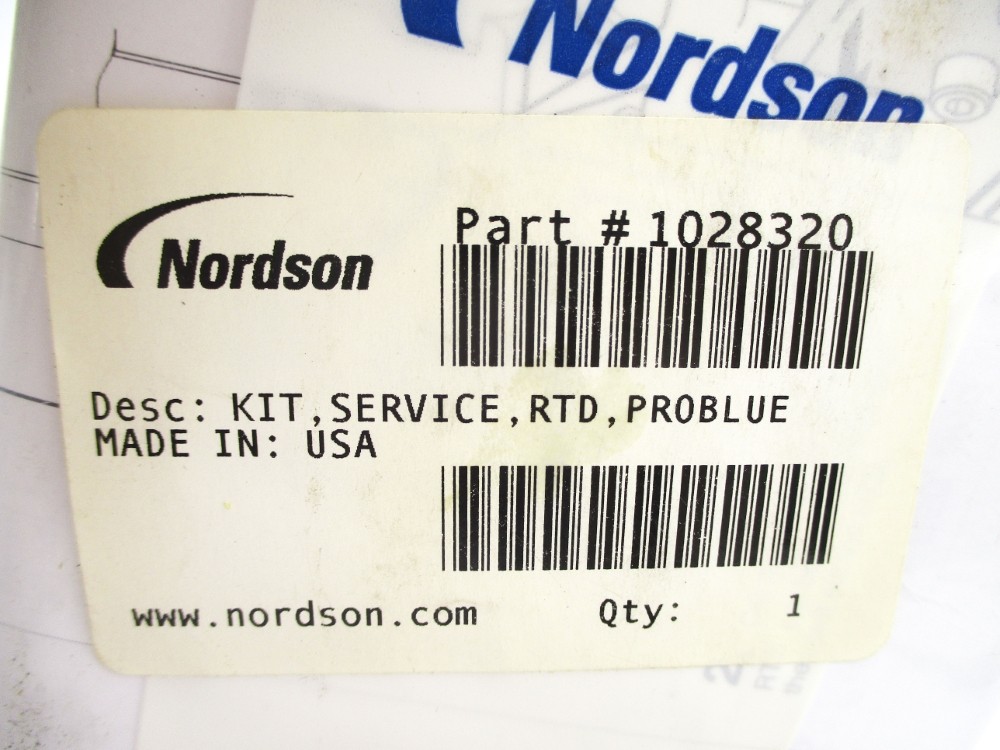 Nordson
Nordson
Part # 1028320
Desc: KIT,SERVICE,RTD,PROBLUE
MADE IN: USA
www.nordson.com
Qty: 1